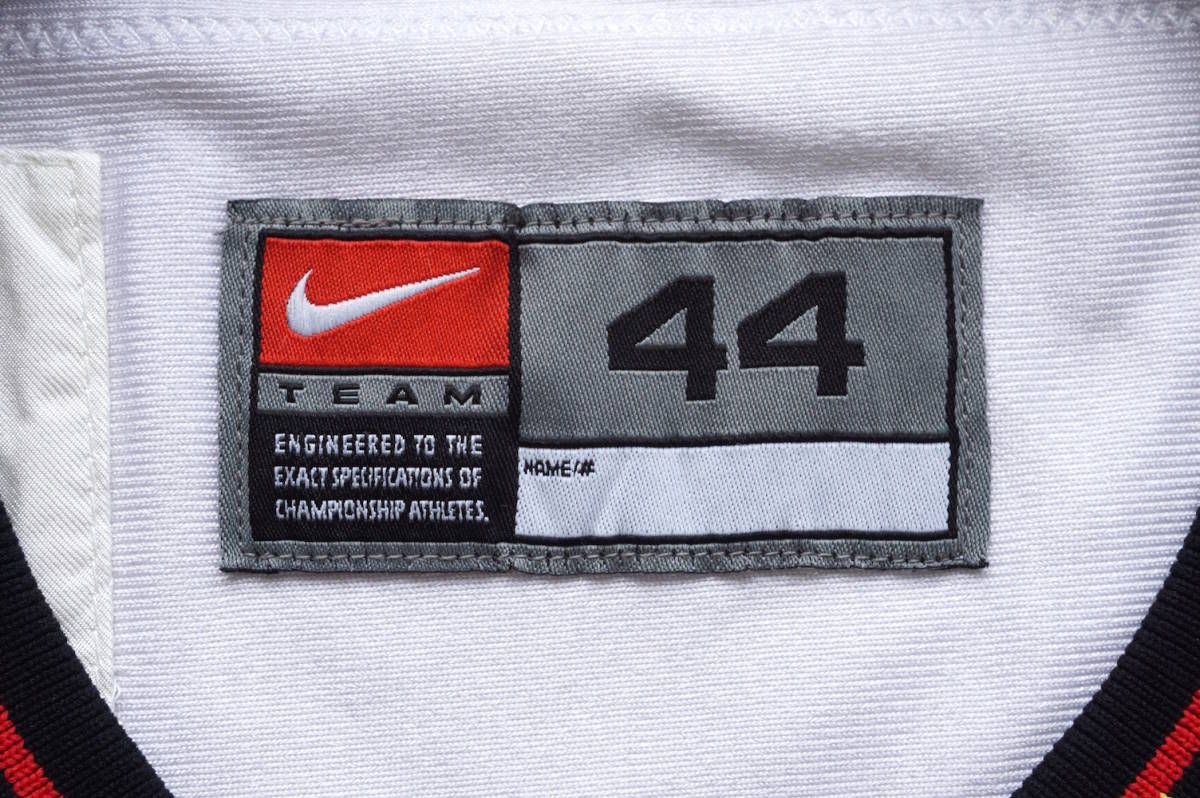 TEAM
ENGINEERED TO THE
EXACT SPECIFICATIONS OF
CHAMPIONSHIP ATHLETES.
44
NAME/#